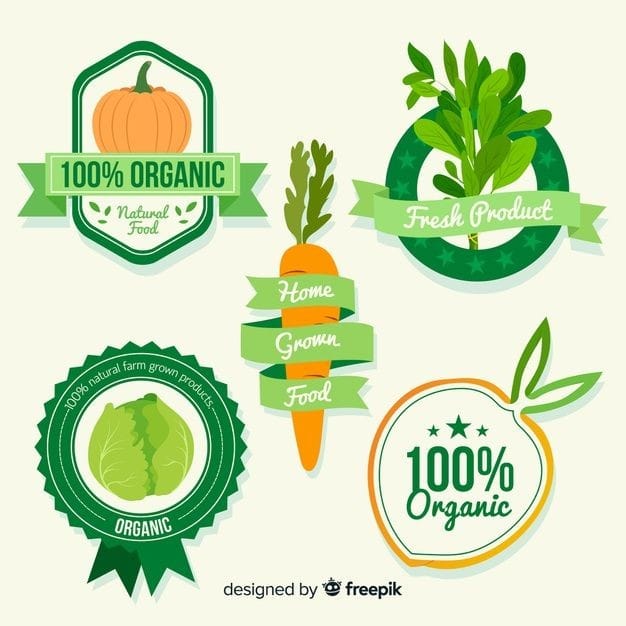 100% ORGANIC
Natural
Food
Fresh Product
Home
Grown
Food
100% natural farm grown products
ORGANIC
100%
Organic
designed by freepik